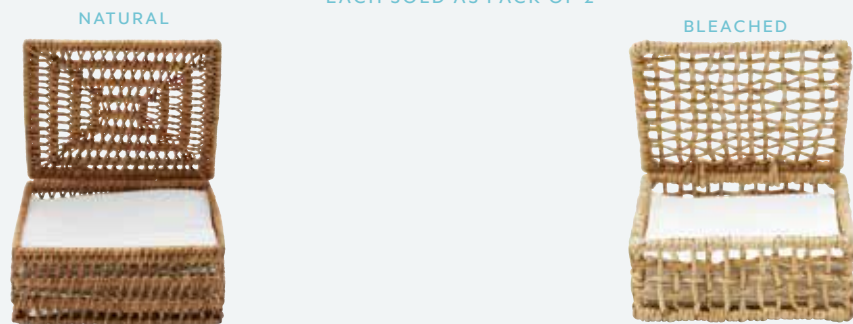 EACH SOLD AS PACK OF 2
NATURAL
BLEACHED